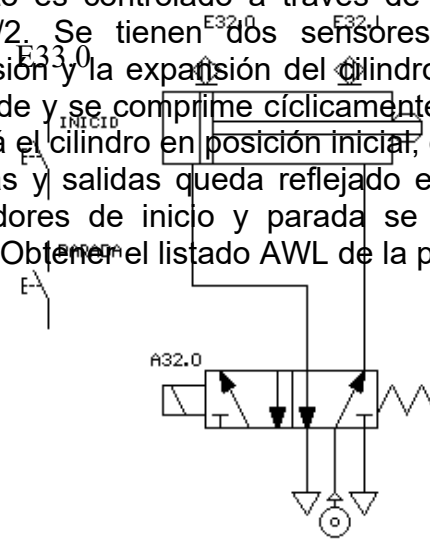 to es controlado a través de
E32.0 E32.1
/2. Se tienen dos sensores
E33.0
sión y la expansión del cilindro
de y se comprime cíclicamente
INICIO
á el cilindro en posición inicial,
E--
as y salidas queda reflejado e
dores de inicio y parada se
Obtener el listado AWL de la p
PARADA
E--
A32.0